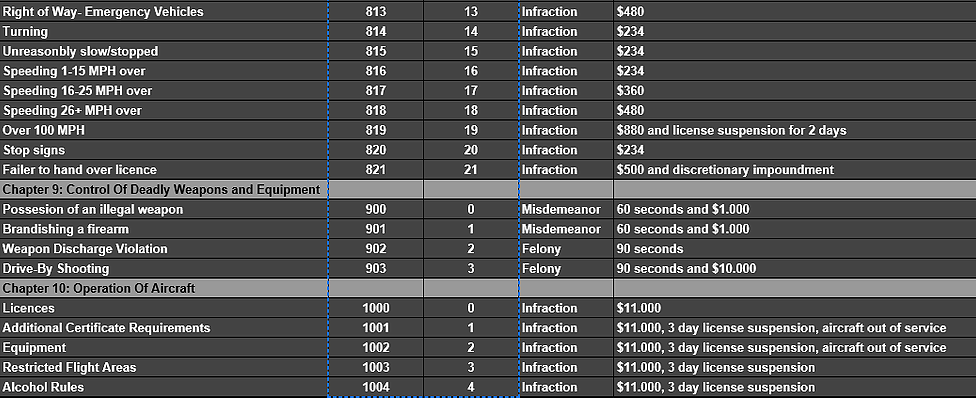 Right of Way- Emergency Vehicles 813 13 Infraction $480
Turning 814 14 Infraction $234
Unreasonbly slow/stopped 815 15 Infraction $234
Speeding 1-15 MPH over 816 16 Infraction $234
Speeding 16-25 MPH over 817 17 Infraction $360
Speeding 26+ MPH over 818 18 Infraction $480
Over 100 MPH 819 19 Infraction $880 and license suspension for 2 days
Stop signs 820 20 Infraction $234
Failer to hand over licence 821 21 Infraction $500 and discretionary impoundment
Chapter 9: Control Of Deadly Weapons and Equipment
Possesion of an illegal weapon 900 0 Misdemeanor 60 seconds and $1.000
Brandishing a firearm 901 1 Misdemeanor 60 seconds and $1.000
Weapon Discharge Violation 902 2 Felony 90 seconds
Drive-By Shooting 903 3 Felony 90 seconds and $10.000
Chapter 10: Operation Of Aircraft
Licences 1000 0 Infraction $11.000
Additional Certificate Requirements 1001 1 Infraction $11.000, 3 day license suspension, aircraft out of service
Equipment 1002 2 Infraction $11.000, 3 day license suspension, aircraft out of service
Restricted Flight Areas 1003 3 Infraction $11.000, 3 day license suspension
Alcohol Rules 1004 4 Infraction $11.000, 3 day license suspension